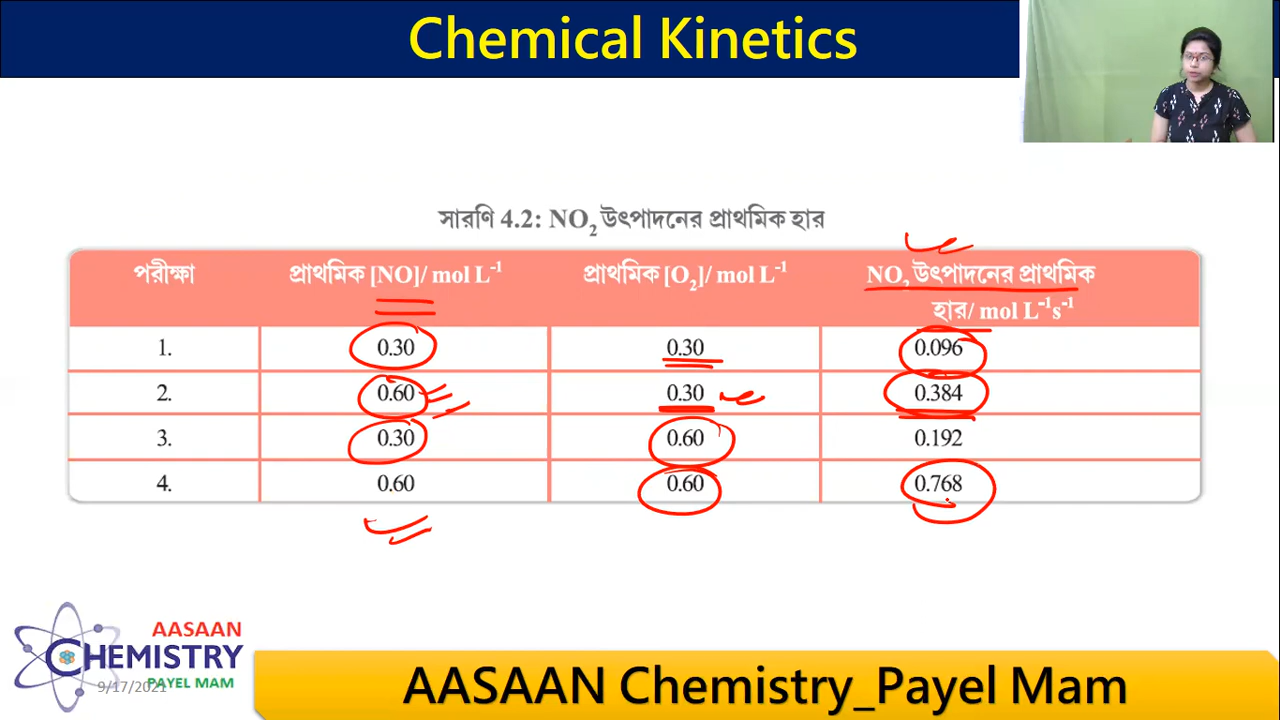 Chemical Kinetics
সারণি 4.2: NO₂ উৎপাদনের প্রাথমিক হার
পরীক্ষা প্রাথমিক [NO]/ mol L⁻¹ প্রাথমিক [O₂]/ mol L⁻¹ NO₂ উৎপাদনের প্রাথমিক
হার/ mol L⁻¹s⁻¹
1. 0.30 0.30 0.096
2. 0.60 0.30 0.384
3. 0.30 0.60 0.192
4. 0.60 0.60 0.768
AASAAN
CHEMISTRY
PAYEL MAM
9/17/2021
AASAAN Chemistry_Payel Mam